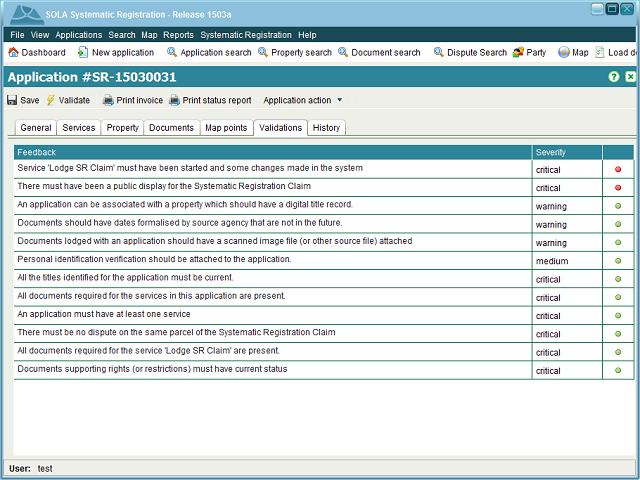 SOLA Systematic Registration - Release 1503a
File View Applications Search Map Reports Systematic Registration Help
Dashboard New application Application search Property search Document search Dispute Search Party Map Load d
Application #SR-15030031
Save Validate Print invoice Print status report Application action
General Services Property Documents Map points Validations History
Feedback Severity
Service 'Lodge SR Claim' must have been started and some changes made in the system critical
There must have been a public display for the Systematic Registration Claim critical
An application can be associated with a property which should have a digital title record. warning
Documents should have dates formalised by source agency that are not in the future. warning
Documents lodged with an application should have a scanned image file (or other source file) attached warning
Personal identification verification should be attached to the application. medium
All the titles identified for the application must be current. critical
All documents required for the services in this application are present. critical
An application must have at least one service critical
There must be no dispute on the same parcel of the Systematic Registration Claim critical
All documents required for the service 'Lodge SR Claim' are present. critical
Documents supporting rights (or restrictions) must have current status critical
User: test